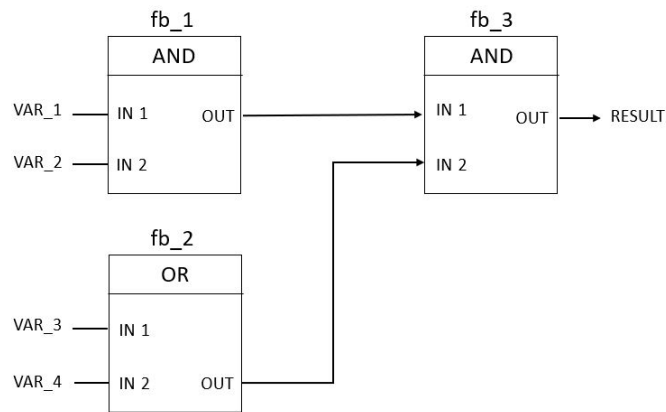 fb_1
AND
VAR_1
IN 1
OUT
VAR_2
IN 2
fb_3
AND
IN 1
OUT
RESULT
IN 2
fb_2
OR
VAR_3
IN 1
VAR_4
IN 2
OUT